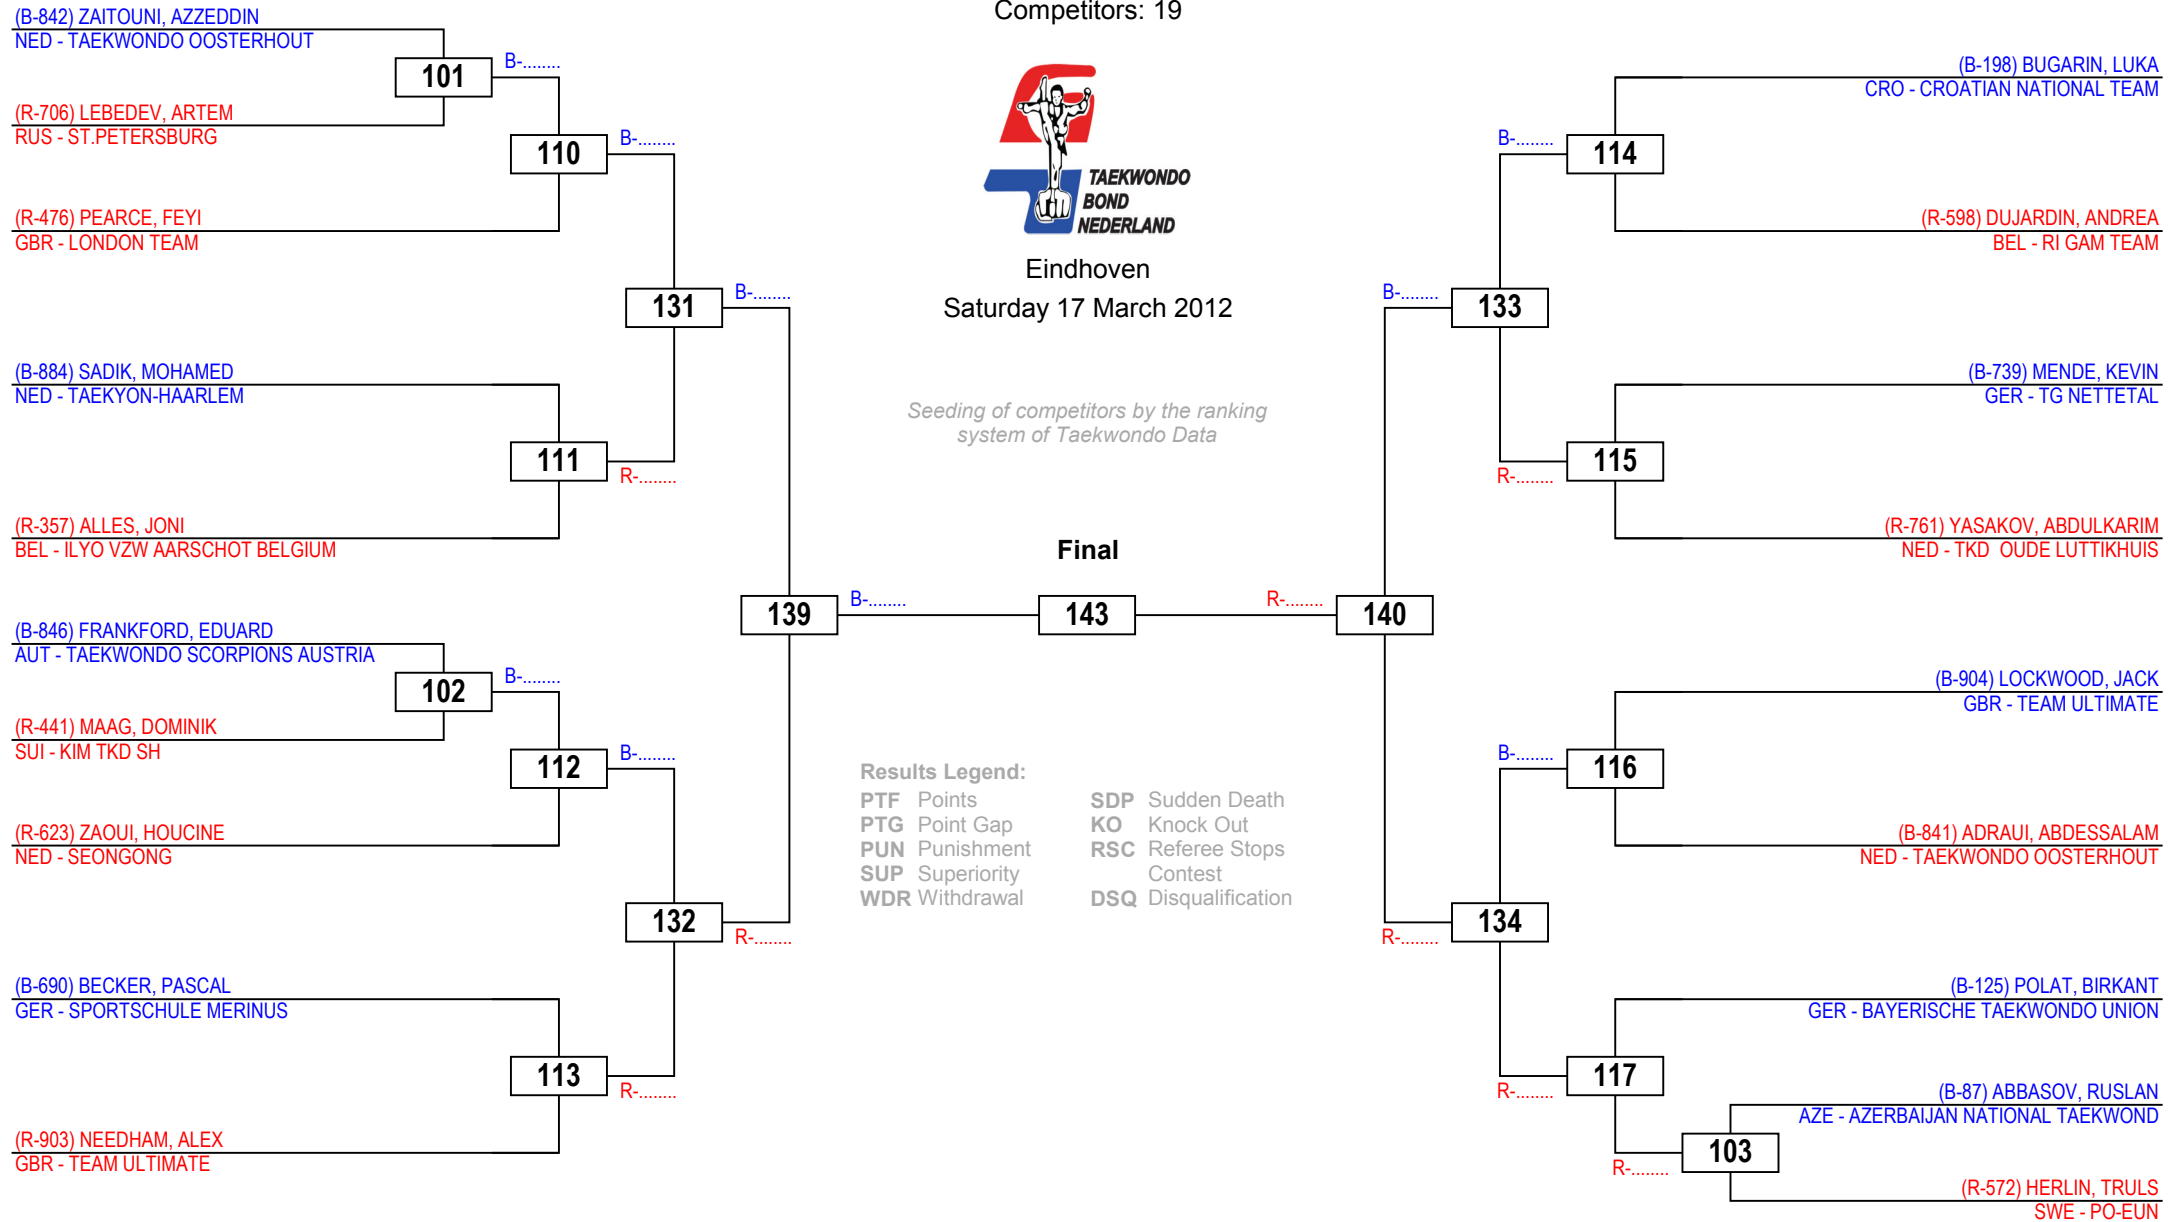 Competitors: 19
TAEKWONDO
BOND
NEDERLAND
Eindhoven
Saturday 17 March 2012
Seeding of competitors by the ranking
system of Taekwondo Data
(B-842) ZAITOUNI, AZZEDDIN
NED - TAEKWONDO OOSTERHOUT
101
B-........
(R-706) LEBEDEV, ARTEM
RUS - ST.PETERSBURG
110
B-........
(R-476) PEARCE, FEYI
GBR - LONDON TEAM
131
B-........
(B-884) SADIK, MOHAMED
NED - TAEKYON-HAARLEM
111
R-........
(R-357) ALLES, JONI
BEL - ILYO VZW AARSCHOT BELGIUM
139
B-........
(B-846) FRANKFORD, EDUARD
AUT - TAEKWONDO SCORPIONS AUSTRIA
102
B-........
(R-441) MAAG, DOMINIK
SUI - KIM TKD SH
112
B-........
(R-623) ZAOUI, HOUCINE
NED - SEONGONG
132
R-........
(B-690) BECKER, PASCAL
GER - SPORTSCHULE MERINUS
113
R-........
(R-903) NEEDHAM, ALEX
GBR - TEAM ULTIMATE
Final
143
Results Legend:
PTF Points
PTG Point Gap
PUN Punishment
SUP Superiority
WDR Withdrawal
SDP Sudden Death
KO Knock Out
RSC Referee Stops
Contest
DSQ Disqualification
(B-198) BUGARIN, LUKA
CRO - CROATIAN NATIONAL TEAM
B-........
114
(R-598) DUJARDIN, ANDREA
BEL - RI GAM TEAM
B-........
133
(B-739) MENDE, KEVIN
GER - TG NETTETAL
115
R-........
(R-761) YASAKOV, ABDULKARIM
NED - TKD  OUDE LUTTIKHUIS
R-........
140
(B-904) LOCKWOOD, JACK
GBR - TEAM ULTIMATE
B-........
116
(B-841) ADRAUI, ABDESSALAM
NED - TAEKWONDO OOSTERHOUT
134
R-........
(B-125) POLAT, BIRKANT
GER - BAYERISCHE TAEKWONDO UNION
117
R-........
(B-87) ABBASOV, RUSLAN
AZE - AZERBAIJAN NATIONAL TAEKWOND
103
R-........
(R-572) HERLIN, TRULS
SWE - PO-EUN